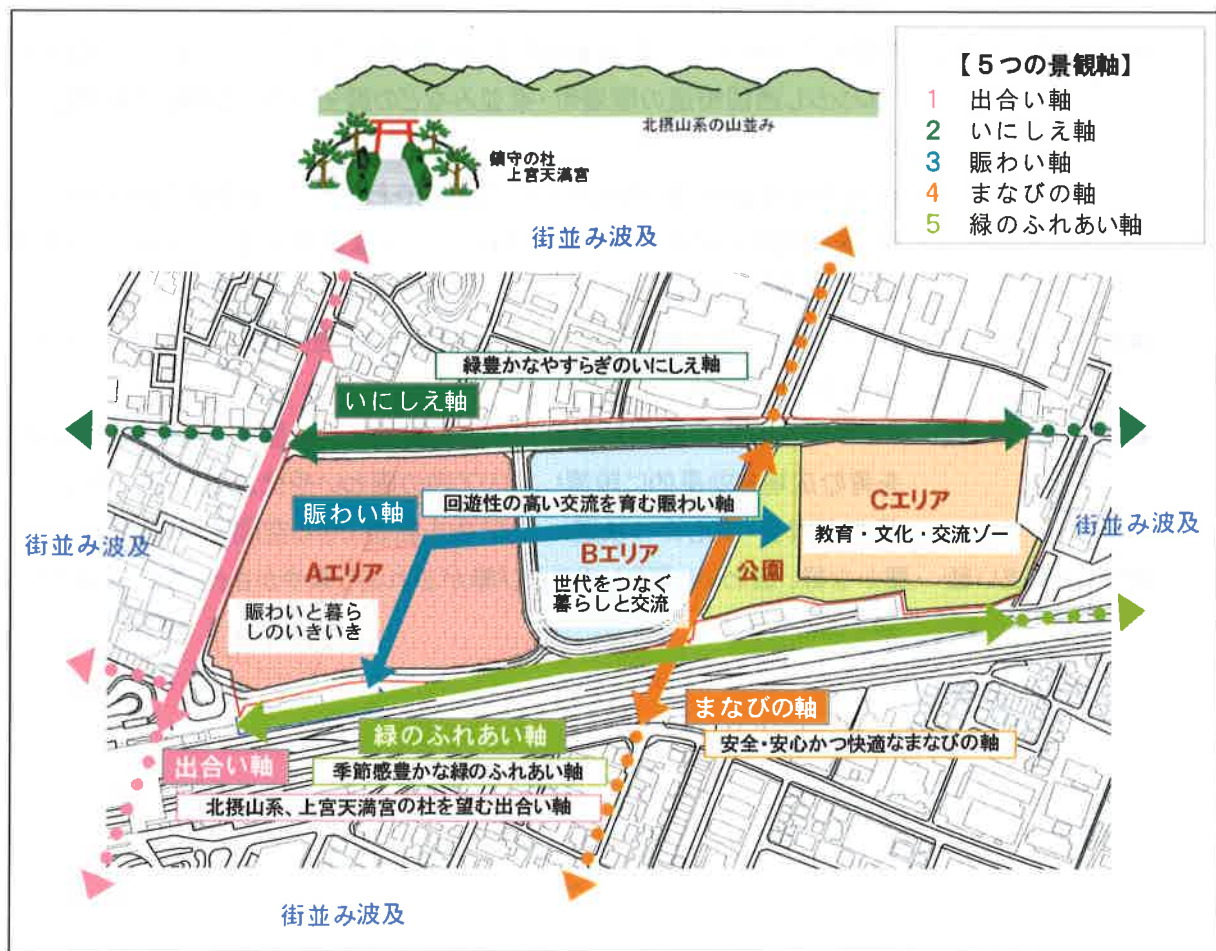 【5つの景観軸】
1 出合い軸
2 いにしえ軸
3 賑わい軸
4 まなびの軸
5 緑のふれあい軸
北摂山系の山並み
鎮守の杜
上宮天満宮
街並み波及
緑豊かなやすらぎのいにしえ軸
いにしえ軸
賑わい軸
回遊性の高い交流を育む賑わい軸
Cエリア
教育・文化・交流ゾー
街並み波及
街並み波及
Aエリア
賑わいと暮ら
しのいきいき
Bエリア
世代をつなぐ
暮らしと交流
公園
まなびの軸
安全・安心かつ快適なまなびの軸
緑のふれあい軸
季節感豊かな緑のふれあい軸
出合い軸
北摂山系、上宮天満宮の杜を望む出合い軸
街並み波及